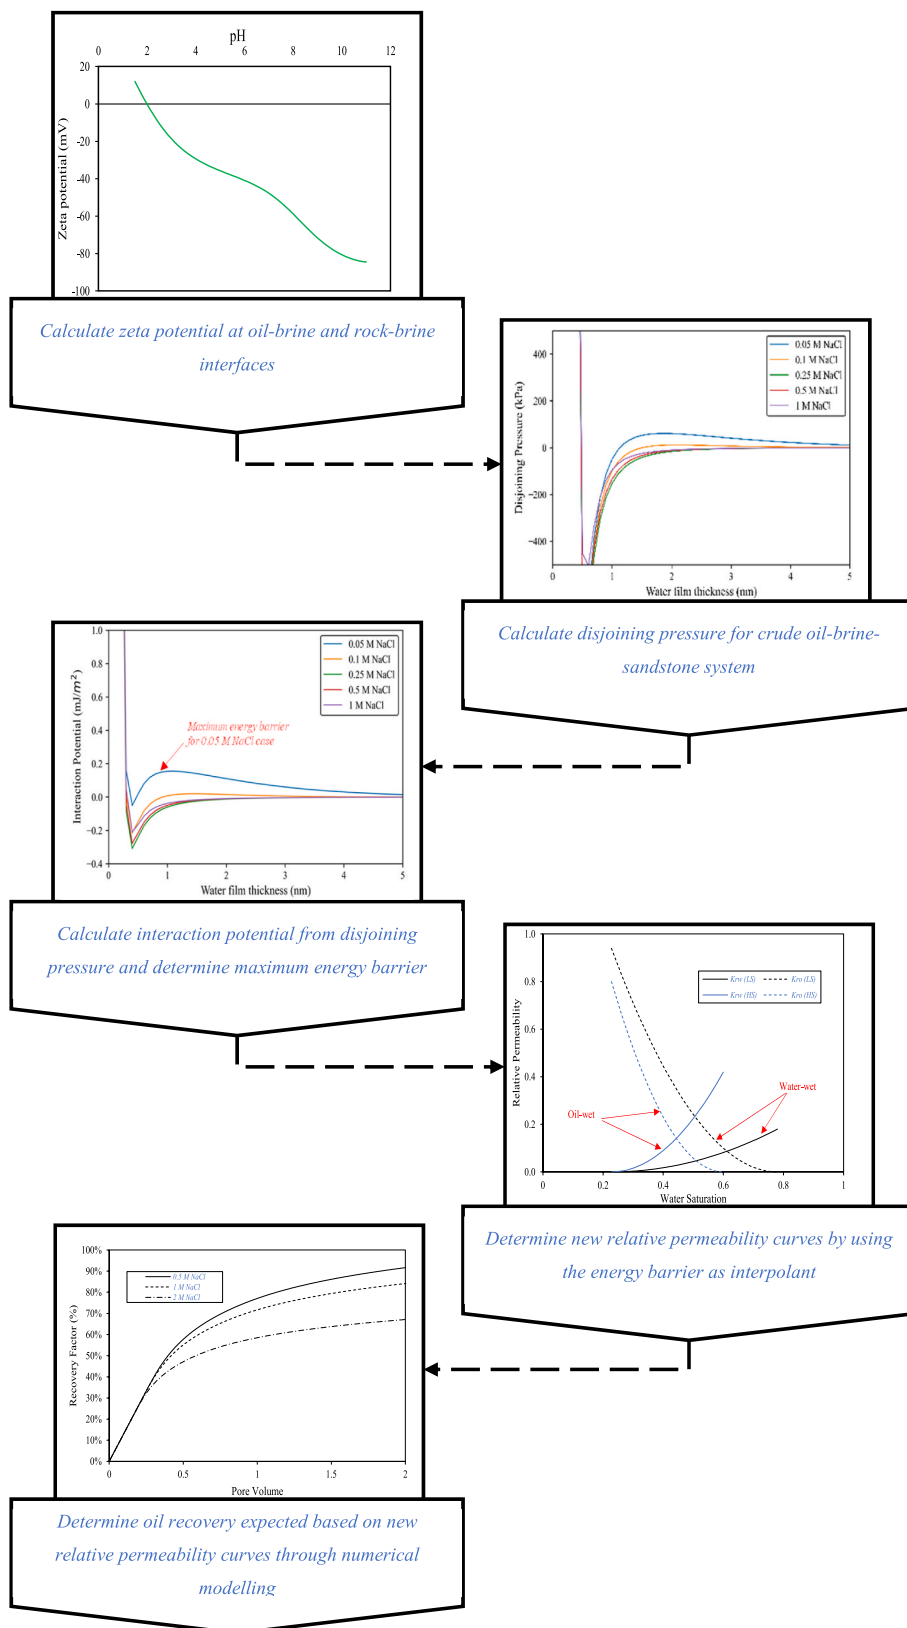 pH
0 2 4 6 8 10 12
20
0
-20
-40
-60
-80
-100
Zeta potential (mV)
Calculate zeta potential at oil-brine and rock-brine
interfaces
400
200
0
−200
−400
Disjoining Pressure (kPa)
0.05 M NaCl
0.1 M NaCl
0.25 M NaCl
0.5 M NaCl
1 M NaCl
0 1 2 3 4 5
Water film thickness (nm)
Calculate disjoining pressure for crude oil-brine-
sandstone system
1.0
0.8
0.6
0.4
0.2
0.0
−0.2
−0.4
Interaction Potential (mJ/m²)
0.05 M NaCl
0.1 M NaCl
0.25 M NaCl
0.5 M NaCl
1 M NaCl
Maximum energy barrier
for 0.05 M NaCl case
0 1 2 3 4 5
Water film thickness (nm)
Calculate interaction potential from disjoining
pressure and determine maximum energy barrier
1.0
0.8
0.6
0.4
0.2
0.0
Relative Permeability
Krw (LS) Kro (LS)
Krw (HS) Kro (HS)
Water-wet
Oil-wet
0 0.2 0.4 0.6 0.8 1
Water Saturation
Determine new relative permeability curves by using
the energy barrier as interpolant
100%
90%
80%
70%
60%
50%
40%
30%
20%
10%
0%
Recovery Factor (%)
0.5 M NaCl
1 M NaCl
2 M NaCl
0 0.5 1 1.5 2
Pore Volume
Determine oil recovery expected based on new
relative permeability curves through numerical
modelling